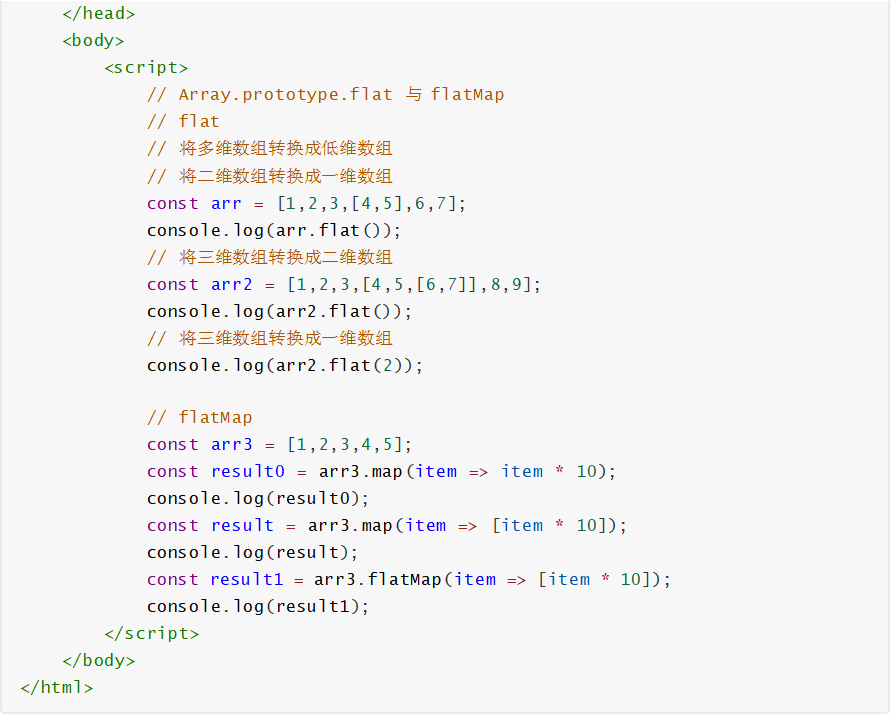 </head>
<body>
<script>
// Array.prototype.flat 与 flatMap
// flat
// 将多维数组转换成低维数组
// 将二维数组转换成一维数组
const arr = [1,2,3,[4,5],6,7];
console.log(arr.flat());
// 将三维数组转换成二维数组
const arr2 = [1,2,3,[4,5,[6,7]],8,9];
console.log(arr2.flat());
// 将三维数组转换成一维数组
console.log(arr2.flat(2));
// flatMap
const arr3 = [1,2,3,4,5];
const result0 = arr3.map(item => item * 10);
console.log(result0);
const result = arr3.map(item => [item * 10]);
console.log(result);
const result1 = arr3.flatMap(item => [item * 10]);
console.log(result1);
</script>
</body>
</html>